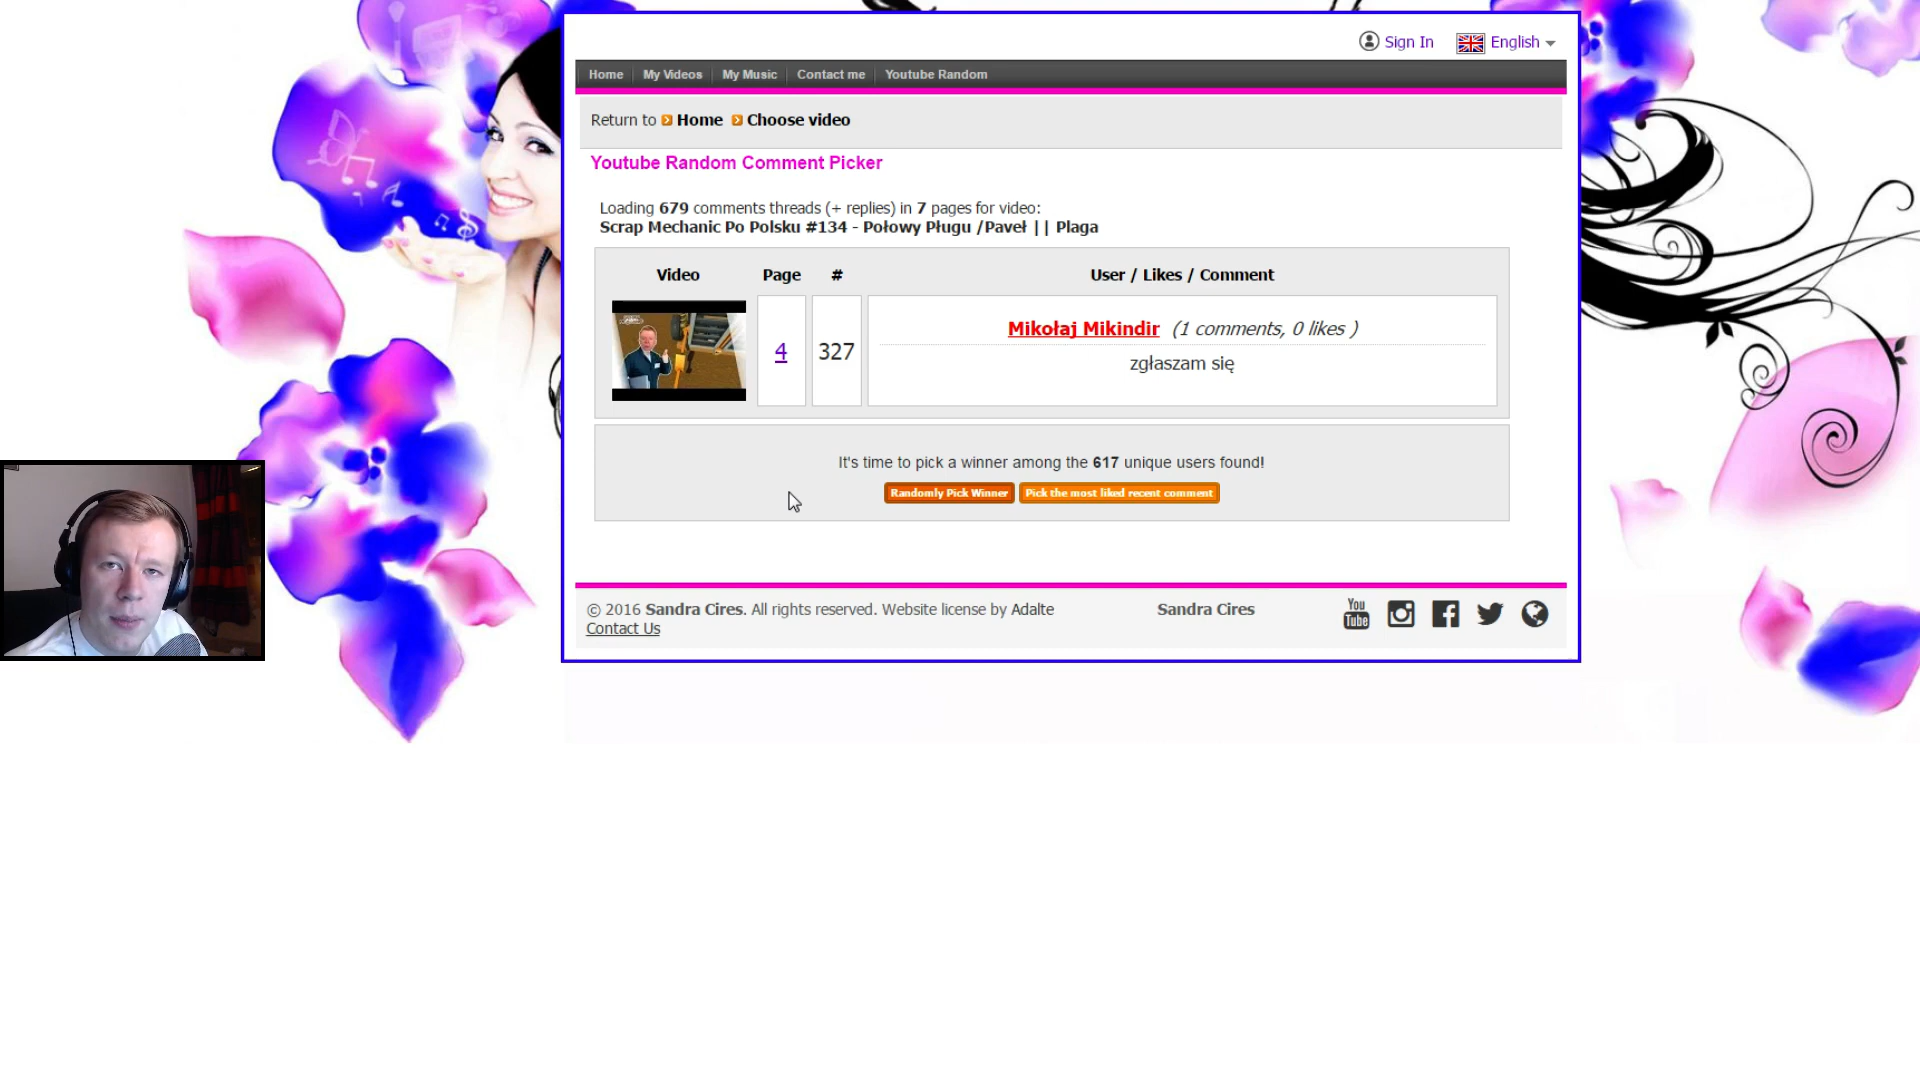 Sign In English
Home My Videos My Music Contact me Youtube Random
Return to Home Choose video
Youtube Random Comment Picker
Loading 679 comments threads (+ replies) in 7 pages for video:
Scrap Mechanic Po Polsku #134 - Połowy Pługu /Paveł || Plaga
Video Page # User / Likes / Comment
Mikołaj Mikindir (1 comments, 0 likes )
4 327
zgłaszam się
It's time to pick a winner among the 617 unique users found!
Randomly Pick Winner Pick the most liked recent comment
© 2016 Sandra Cires. All rights reserved. Website license by Adalte Sandra Cires You Tube
Contact Us